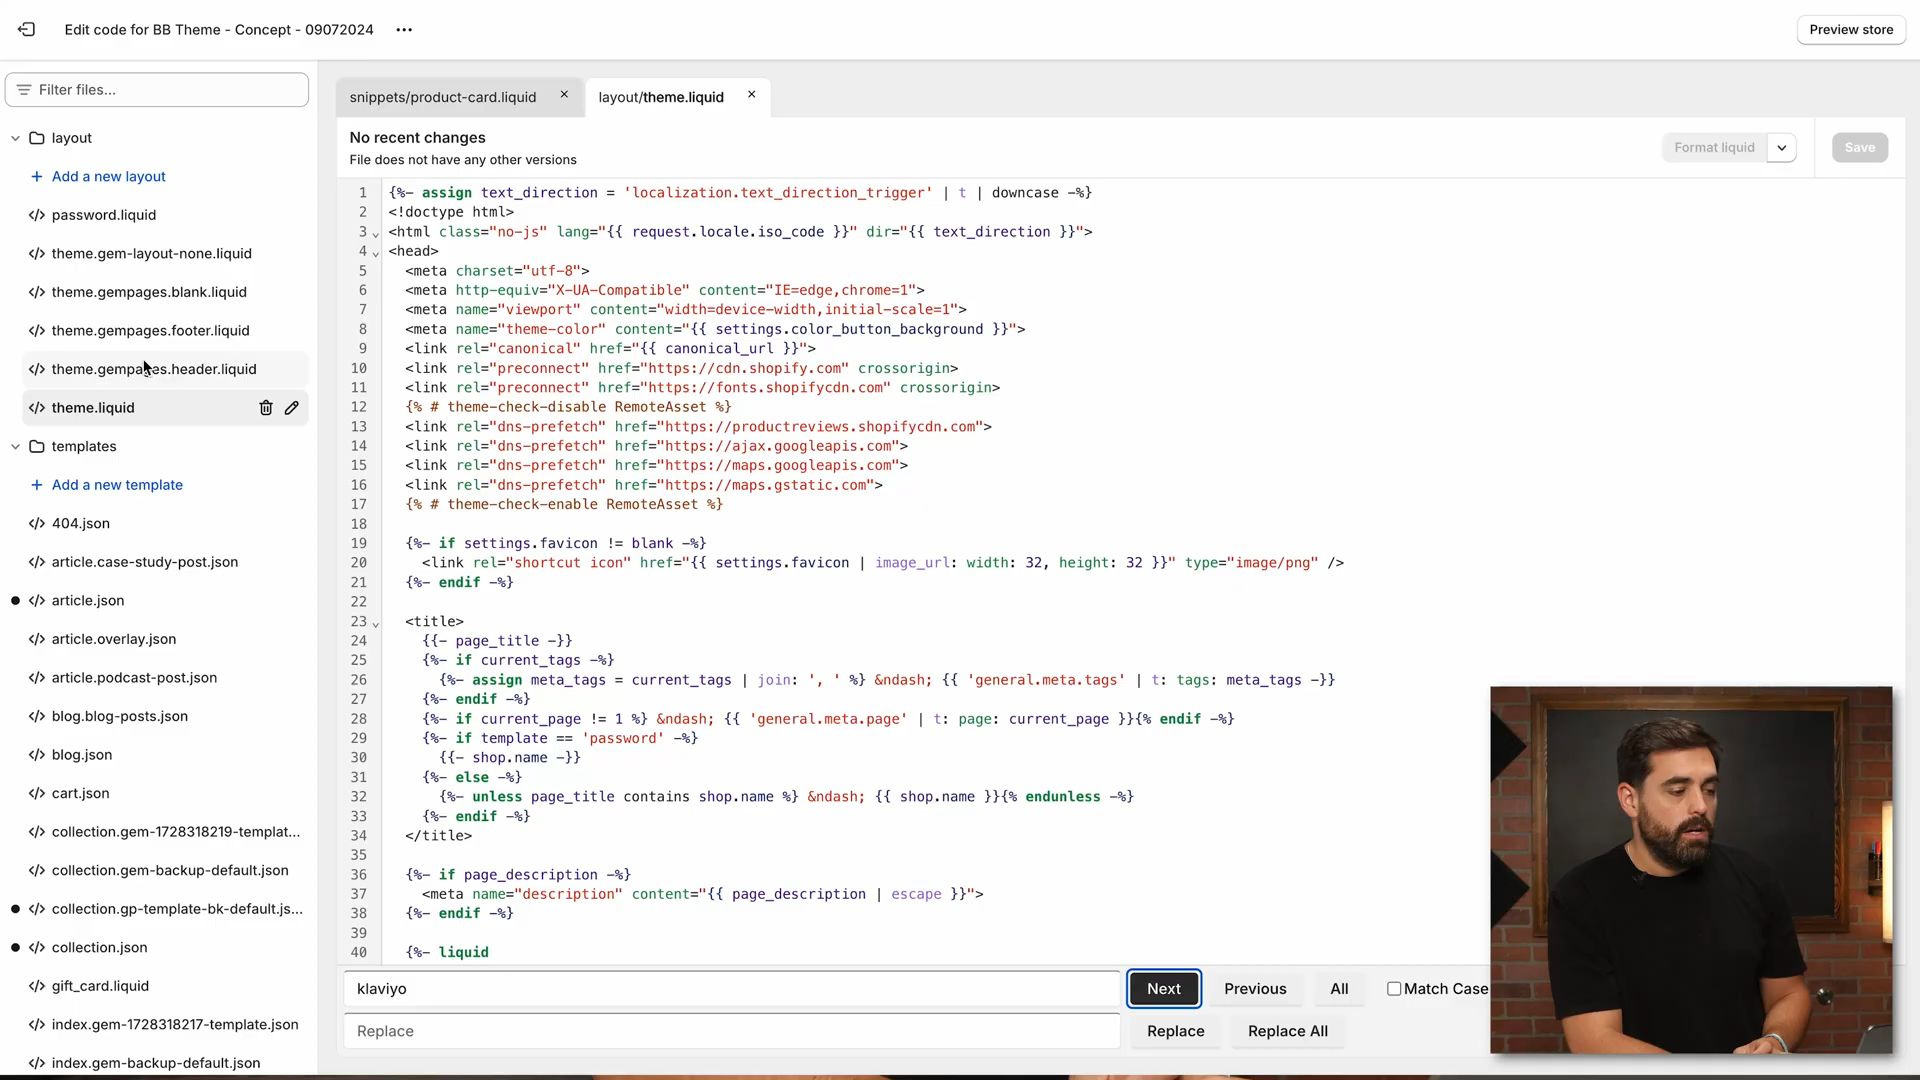 Edit code for BB Theme - Concept - 09072024
Preview store
Filter files...
layout
Add a new layout
password.liquid
theme.gem-layout-none.liquid
theme.gempages.blank.liquid
theme.gempages.footer.liquid
theme.gempages.header.liquid
theme.liquid
templates
Add a new template
404.json
article.case-study-post.json
article.json
article.overlay.json
article.podcast-post.json
blog.blog-posts.json
blog.json
cart.json
collection.gem-1728318219-templat...
collection.gem-backup-default.json
collection.gp-template-bk-default.js...
collection.json
gift_card.liquid
index.gem-1728318217-template.json
index.gem-backup-default.json
snippets/product-card.liquid
layout/theme.liquid
No recent changes
File does not have any other versions
Format liquid
Save
1 {%- assign text_direction = 'localization.text_direction_trigger' | t | downcase -%}
2 <!doctype html>
3 <html class="no-js" lang="{{ request.locale.iso_code }}" dir="{{ text_direction }}">
4 <head>
5 <meta charset="utf-8">
6 <meta http-equiv="X-UA-Compatible" content="IE=edge,chrome=1">
7 <meta name="viewport" content="width=device-width,initial-scale=1">
8 <meta name="theme-color" content="{{ settings.color_button_background }}">
9 <link rel="canonical" href="{{ canonical_url }}">
10 <link rel="preconnect" href="https://cdn.shopify.com" crossorigin>
11 <link rel="preconnect" href="https://fonts.shopifycdn.com" crossorigin>
12 {% # theme-check-disable RemoteAsset %}
13 <link rel="dns-prefetch" href="https://productreviews.shopifycdn.com">
14 <link rel="dns-prefetch" href="https://ajax.googleapis.com">
15 <link rel="dns-prefetch" href="https://maps.googleapis.com">
16 <link rel="dns-prefetch" href="https://maps.gstatic.com">
17 {% # theme-check-enable RemoteAsset %}
18
19 {%- if settings.favicon != blank -%}
20 <link rel="shortcut icon" href="{{ settings.favicon | image_url: width: 32, height: 32 }}" type="image/png" />
21 {%- endif -%}
22
23 <title>
24 {{- page_title -}}
25 {%- if current_tags -%}
26 {%- assign meta_tags = current_tags | join: ', ' %} &ndash; {{ 'general.meta.tags' | t: tags: meta_tags -}}
27 {%- endif -%}
28 {%- if current_page != 1 %} &ndash; {{ 'general.meta.page' | t: page: current_page }}{% endif -%}
29 {%- if template == 'password' -%}
30 {{- shop.name -}}
31 {%- else -%}
32 {%- unless page_title contains shop.name %} &ndash; {{ shop.name }}{% endunless -%}
33 {%- endif -%}
34 </title>
35
36 {%- if page_description -%}
37 <meta name="description" content="{{ page_description | escape }}">
38 {%- endif -%}
39
40 {%- liquid
klaviyo
Next
Previous
All
Match Case
Replace
Replace
Replace All